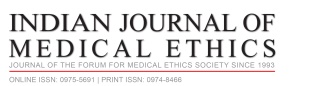 INDIAN JOURNAL OF
MEDICAL ETHICS
JOURNAL OF THE FORUM FOR MEDICAL ETHICS SOCIETY SINCE 1993
ONLINE ISSN: 0975-5691 | PRINT ISSN: 0974-8466